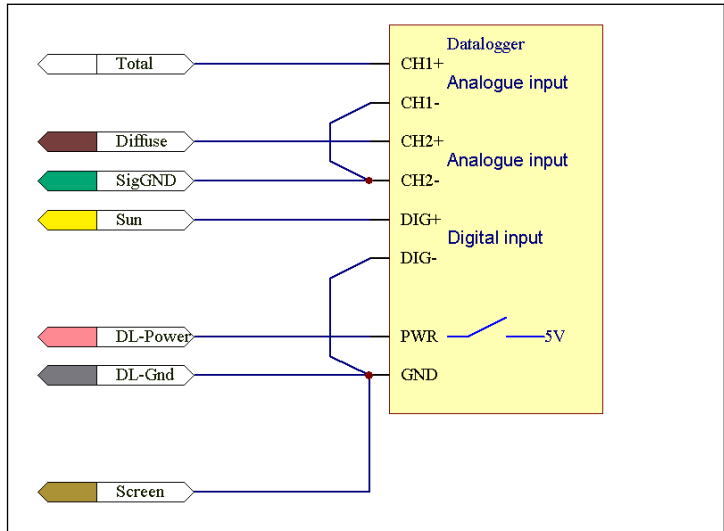 Datalogger
Total
CH1+
Analogue input
CH1-
Diffuse
CH2+
Analogue input
SigGND
CH2-
Sun
DIG+
Digital input
DIG-
DL-Power
PWR
5V
DL-Gnd
GND
Screen